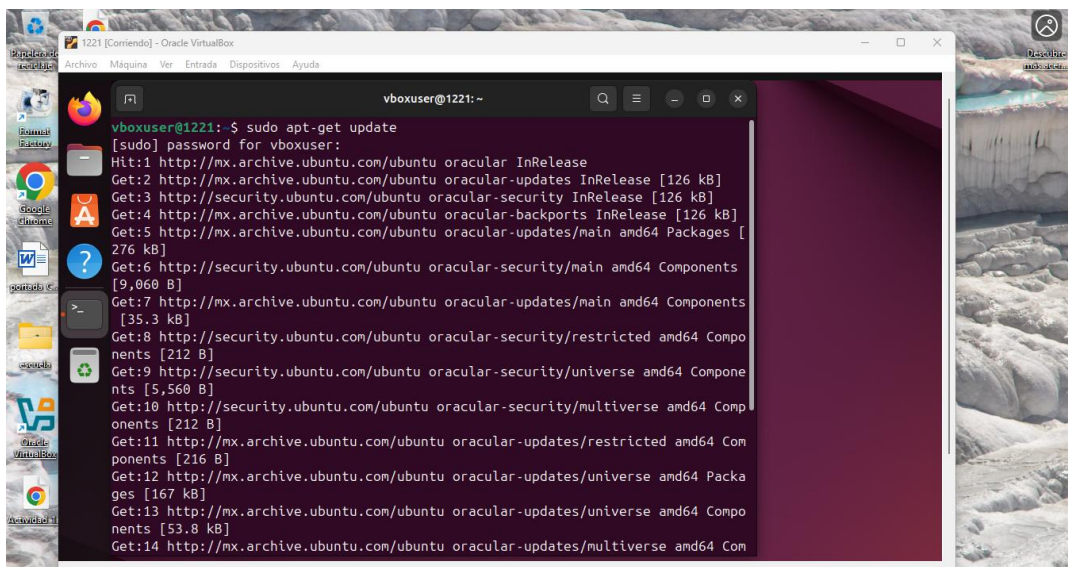 1221 [Corriendo] - Oracle VirtualBox
Archivo Máquina Ver Entrada Dispositivos Ayuda
Papelera de
reciclaje
Format
Factory
Google
Chrome
portada C...
escuela
Oracle
VirtualBox
Actividad 1
Descubre
más acer...
vboxuser@1221: ~
vboxuser@1221:~$ sudo apt-get update
[sudo] password for vboxuser:
Hit:1 http://mx.archive.ubuntu.com/ubuntu oracular InRelease
Get:2 http://mx.archive.ubuntu.com/ubuntu oracular-updates InRelease [126 kB]
Get:3 http://security.ubuntu.com/ubuntu oracular-security InRelease [126 kB]
Get:4 http://mx.archive.ubuntu.com/ubuntu oracular-backports InRelease [126 kB]
Get:5 http://mx.archive.ubuntu.com/ubuntu oracular-updates/main amd64 Packages [
276 kB]
Get:6 http://security.ubuntu.com/ubuntu oracular-security/main amd64 Components
[9,060 B]
Get:7 http://mx.archive.ubuntu.com/ubuntu oracular-updates/main amd64 Components
[35.3 kB]
Get:8 http://security.ubuntu.com/ubuntu oracular-security/restricted amd64 Compo
nents [212 B]
Get:9 http://security.ubuntu.com/ubuntu oracular-security/universe amd64 Compone
nts [5,560 B]
Get:10 http://security.ubuntu.com/ubuntu oracular-security/multiverse amd64 Comp
onents [212 B]
Get:11 http://mx.archive.ubuntu.com/ubuntu oracular-updates/restricted amd64 Com
ponents [216 B]
Get:12 http://mx.archive.ubuntu.com/ubuntu oracular-updates/universe amd64 Packa
ges [167 kB]
Get:13 http://mx.archive.ubuntu.com/ubuntu oracular-updates/universe amd64 Compo
nents [53.8 kB]
Get:14 http://mx.archive.ubuntu.com/ubuntu oracular-updates/multiverse amd64 Com